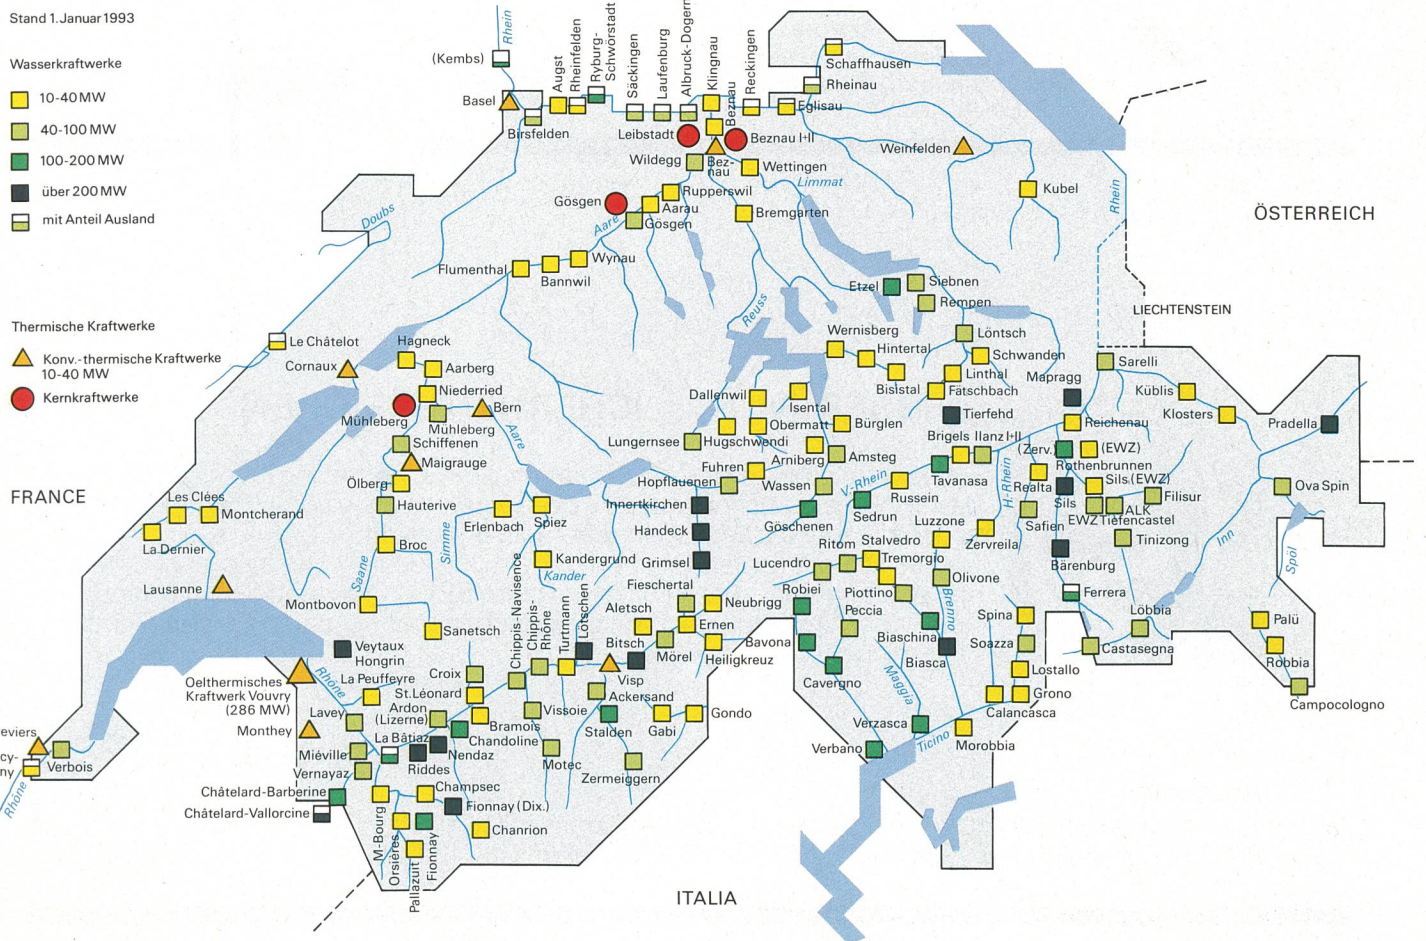 Stand 1. Januar 1993
Wasserkraftwerke
10-40 MW
40-100 MW
100-200 MW
über 200 MW
mit Anteil Ausland
Thermische Kraftwerke
Konv.-thermische Kraftwerke
10-40 MW
Kernkraftwerke
FRANCE
ÖSTERREICH
LIECHTENSTEIN
ITALIA
Rhein
(Kembs)
Basel
Birsfelden
Augst
Rheinfelden
Ryburg-
Schwörstadt
Säckingen
Laufenburg
Albruck-Dogern
Klingnau
Beznau
Reckingen
Eglisau
Schaffhausen
Rheinau
Leibstadt
Beznau I+II
Bez-
nau
Wildegg
Wettingen
Limmat
Weinfelden
Kubel
Rhein
Rupperswil
Gösgen
Aarau
Gösgen
Aare
Bremgarten
Doubs
Flumenthal
Bannwil
Wynau
Reuss
Etzel
Siebnen
Rempen
Le Châtelot
Cornaux
Hagneck
Aarberg
Niederried
Mühleberg
Mühleberg
Bern
Aare
Schiffenen
Maigrauge
Ölberg
Hauterive
Broc
Saane
Simme
Montbovon
Sanetsch
Les Clées
Montcherand
La Dernier
Lausanne
Wernisberg
Hintertal
Bisistal
Löntsch
Schwanden
Linthal
Fätschbach
Tierfehd
Mapragg
Sarelli
Küblis
Klosters
Pradella
Dallenwil
Isental
Obermatt
Bürglen
Lungernsee
Hugschwendi
Arniberg
Amsteg
Fuhren
Hopflauenen
Wassen
Göschenen
Innertkirchen
Handeck
Grimsel
Erlenbach
Spiez
Kandergrund
Kander
Brigels
Ilanz I+II
Tavanasa
V.-Rhein
Russein
Sedrun
H.-Rhein
Reichenau
(Zerv.)
(EWZ)
Rothenbrunnen
Realta
Sils (EWZ)
Sils
Filisur
ALK
EWZ Tiefencastel
Safien
Zervreila
Tinizong
Bärenburg
Ferrera
Löbbia
Castasegna
Inn
Ova Spin
Spöl
Palü
Robbia
Campocologno
Luzzone
Ritom
Stalvedro
Tremorgio
Lucendro
Olivone
Piottino
Peccia
Robiei
Brenno
Biaschina
Biasca
Bavona
Cavergno
Maggia
Spina
Soazza
Lostallo
Grono
Calancasca
Morobbia
Verzasca
Verbano
Ticino
Fieschertal
Neubrigg
Aletsch
Ernen
Bitsch
Mörel
Heiligkreuz
Visp
Ackersand
Stalden
Gabi
Gondo
Zermeiggern
Chippis-Navisence
Chippis-
Rhône
Turtmann
Lötschen
Vissoie
Motec
Croix
St. Léonard
Ardon
(Lizerne)
Bramois
Chandoline
Nendaz
Riddes
La Bâtiaz
Veytaux
Hongrin
La Peuffeyre
Oelthermisches
Kraftwerk Vouvry
(286 MW)
Rhône
Lavey
Monthey
Miéville
Vernayaz
Châtelard-Barberine
Châtelard-Vallorcine
M-Bourg
Orsières
Pallazuit
Fionnay
Champsec
Fionnay (Dix.)
Chanrion
eviers
cy-
ny
Verbois
Rhône